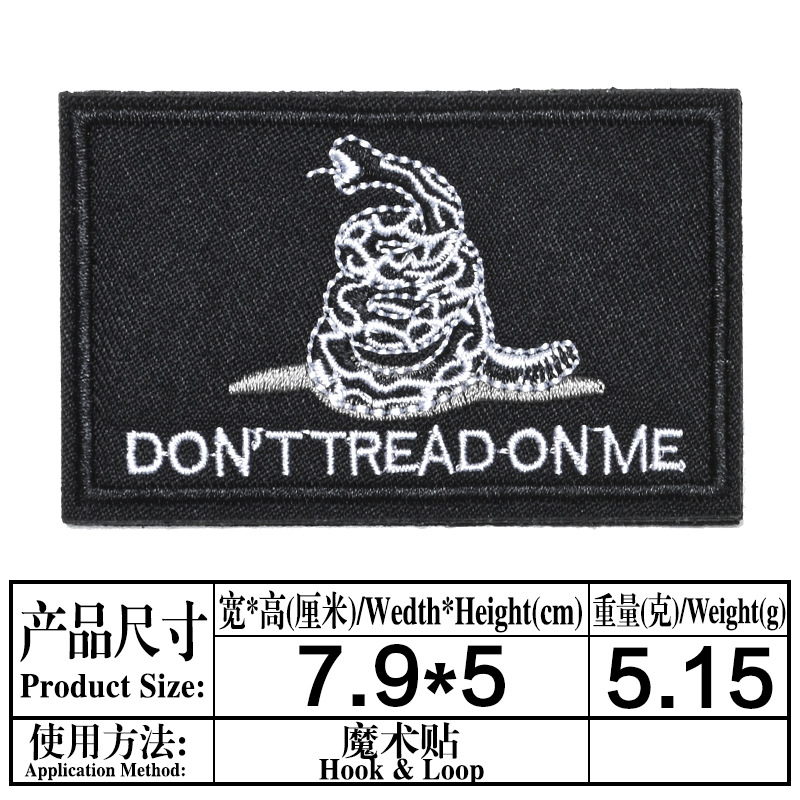 DON'T TREAD ON ME
产品尺寸
Product Size:
宽*高(厘米)/Wedth*Height(cm)
重量(克)/Weight(g)
7.9*5
5.15
使用方法:
Application Method:
魔术贴
Hook & Loop